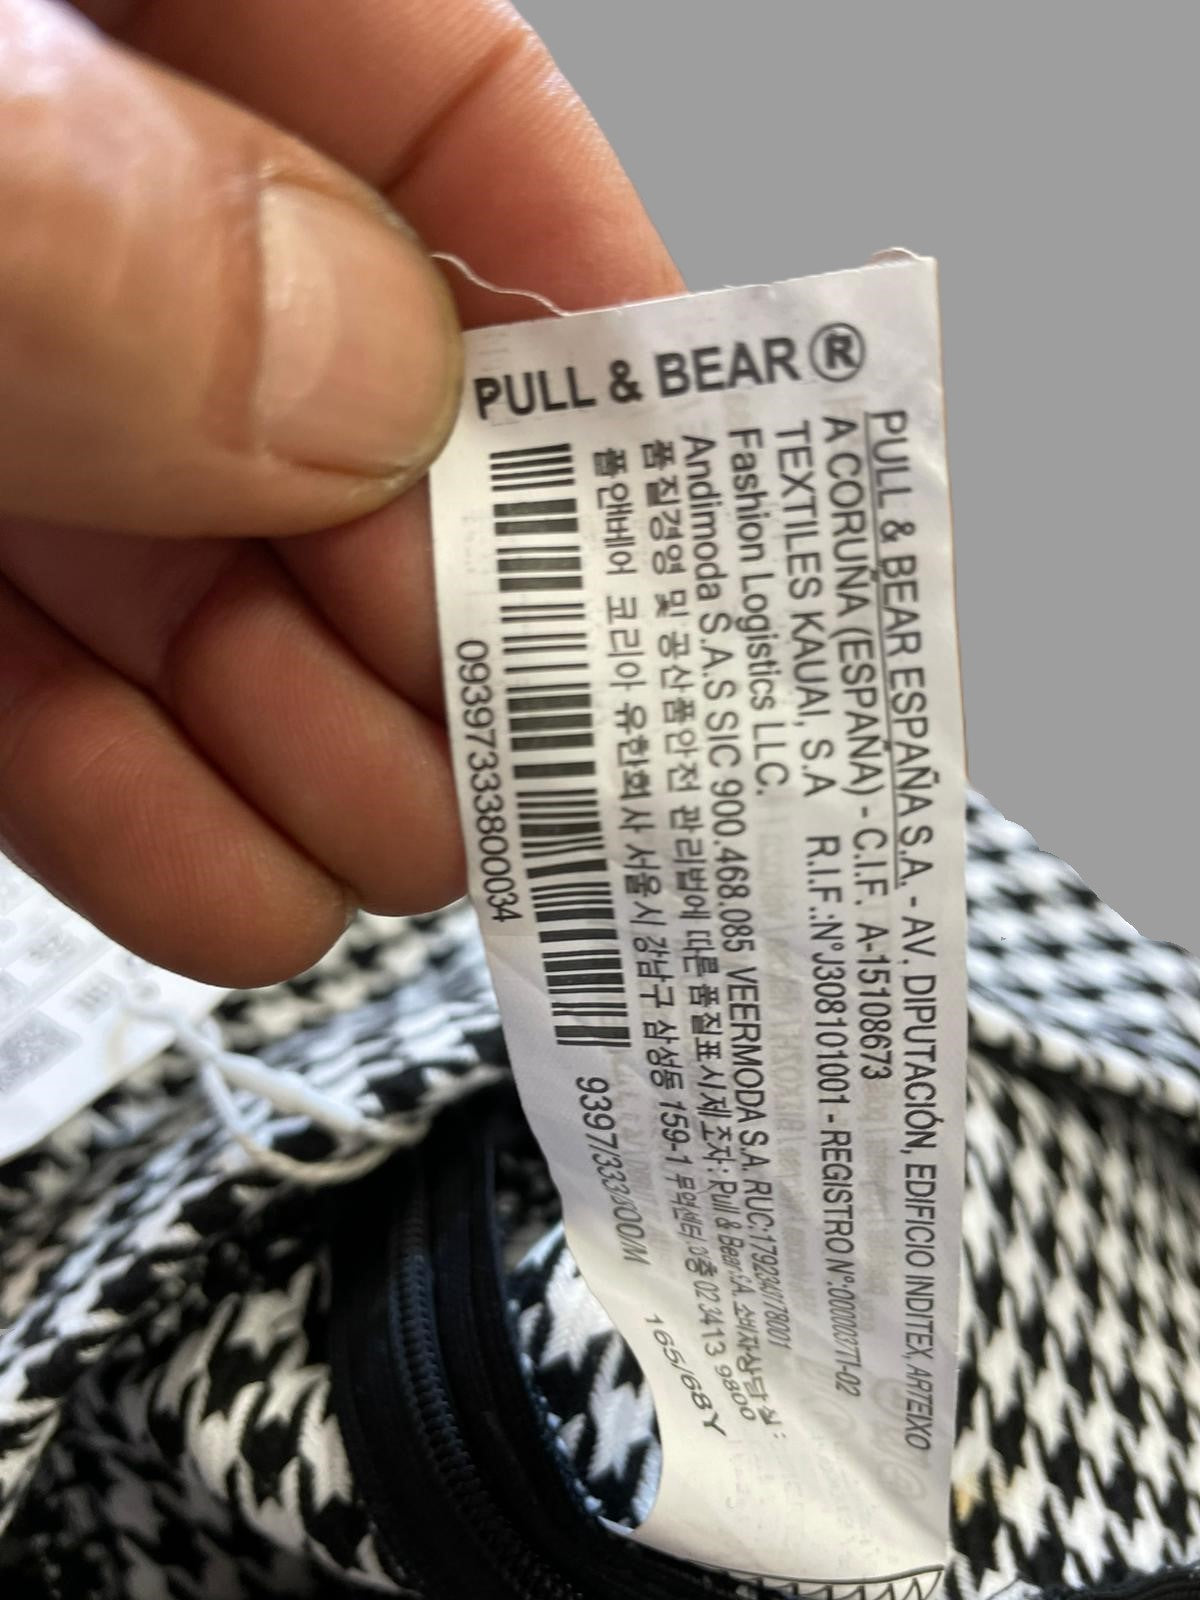 PULL & BEAR®
PULL & BEAR ESPAÑA S.A. - AV. DIPUTACIÓN, EDIFICIO INDITEX, ARTEIXO
A CORUÑA (ESPAÑA) - C.I.F. A-15108673
TEXTILES KAUAI, S.A R.I.F.:Nº J308101001 - REGISTRO Nº:0000037TI-02
Fashion Logistics LLC.
Andimoda S.A.S SIC 900.468.085 VEERMODA S.A. RUC:1792349778001
품질경영 및 공산품안전 관리법에 따른 품질표시제조자: Pull & Bear S.A. 소비자상담실 :
풀앤베어 코리아 유한회사 서울시 강남구 삼성동 159-1 무역센터 3층 02 3413 9800
09397333800034
9397/333/800/M
165/68Y